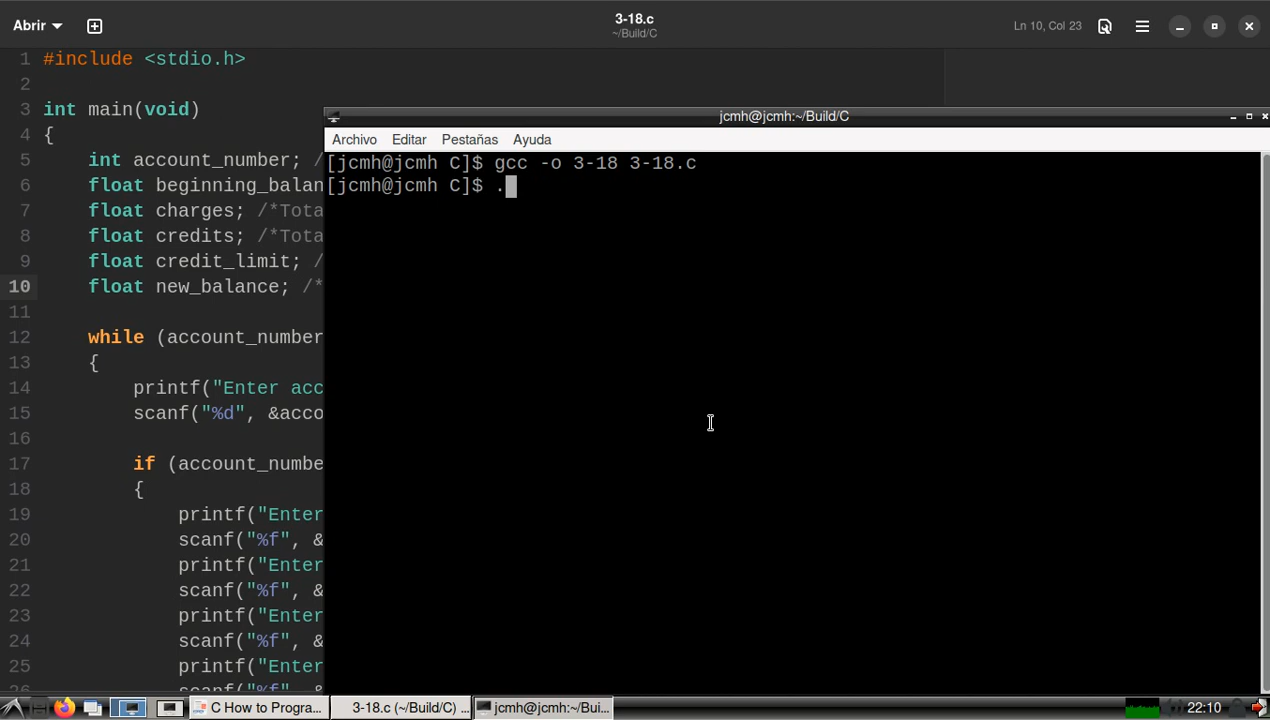 Abrir
3-18.c
~/Build/C
Ln 10, Col 23
1 #include <stdio.h>
2
3 int main(void)
4 {
5 int account_number; /
6 float beginning_balan
7 float charges; /*Tota
8 float credits; /*Tota
9 float credit_limit; /
10 float new_balance; /*
11
12 while (account_number
13 {
14 printf("Enter acc
15 scanf("%d", &acco
16
17 if (account_numbe
18 {
19 printf("Enter
20 scanf("%f", &
21 printf("Enter
22 scanf("%f", &
23 printf("Enter
24 scanf("%f", &
25 printf("Enter
26 scanf("%f", &
jcmh@jcmh:~/Build/C
Archivo Editar Pestañas Ayuda
[jcmh@jcmh C]$ gcc -o 3-18 3-18.c
[jcmh@jcmh C]$ .
C How to Progra...
3-18.c (~/Build/C) ...
jcmh@jcmh:~/Bui...
22:10